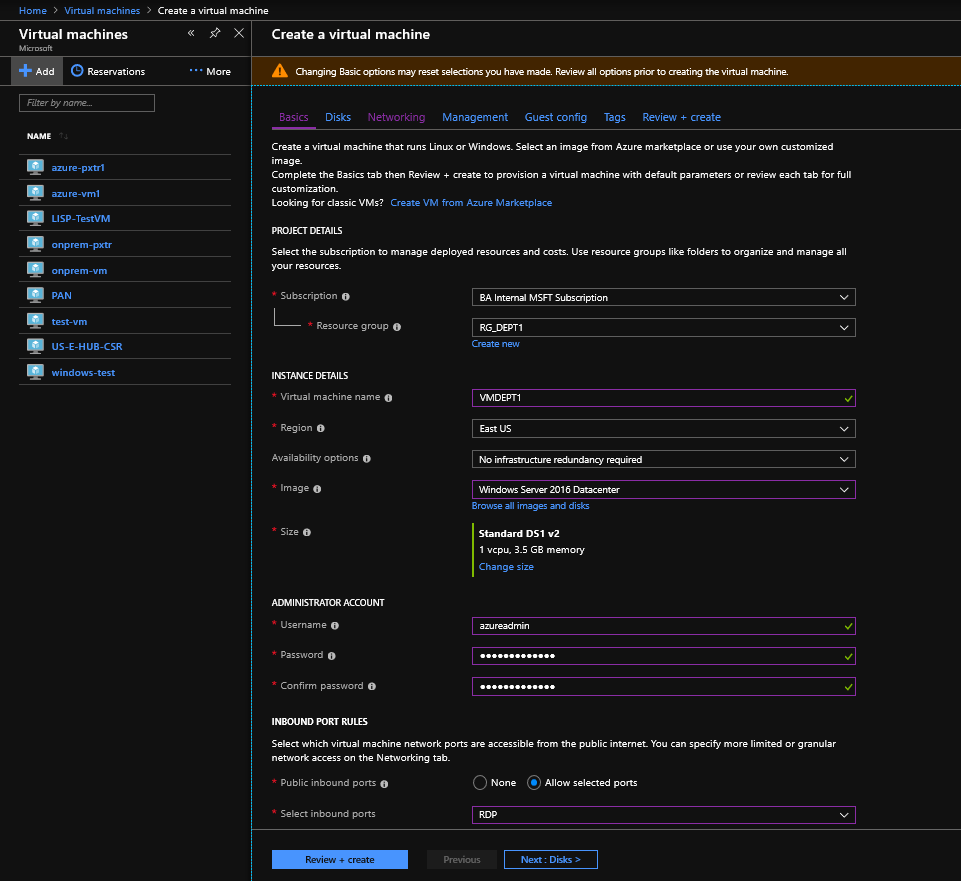 Home > Virtual machines > Create a virtual machine
Virtual machines
Microsoft
Add
Reservations
··· More
Filter by name...
NAME
azure-pxtr1
azure-vm1
LISP-TestVM
onprem-pxtr
onprem-vm
PAN
test-vm
US-E-HUB-CSR
windows-test
Create a virtual machine
Changing Basic options may reset selections you have made. Review all options prior to creating the virtual machine.
Basics Disks Networking Management Guest config Tags Review + create
Create a virtual machine that runs Linux or Windows. Select an image from Azure marketplace or use your own customized
image.
Complete the Basics tab then Review + create to provision a virtual machine with default parameters or review each tab for full
customization.
Looking for classic VMs? Create VM from Azure Marketplace
PROJECT DETAILS
Select the subscription to manage deployed resources and costs. Use resource groups like folders to organize and manage all
your resources.
* Subscription BA Internal MSFT Subscription
* Resource group RG_DEPT1
Create new
INSTANCE DETAILS
* Virtual machine name VMDEPT1
* Region East US
Availability options No infrastructure redundancy required
* Image Windows Server 2016 Datacenter
Browse all images and disks
* Size Standard DS1 v2
1 vcpu, 3.5 GB memory
Change size
ADMINISTRATOR ACCOUNT
* Username azureadmin
* Password •••••••••••••
* Confirm password •••••••••••••
INBOUND PORT RULES
Select which virtual machine network ports are accessible from the public internet. You can specify more limited or granular
network access on the Networking tab.
* Public inbound ports None Allow selected ports
* Select inbound ports RDP
Review + create Previous Next : Disks >